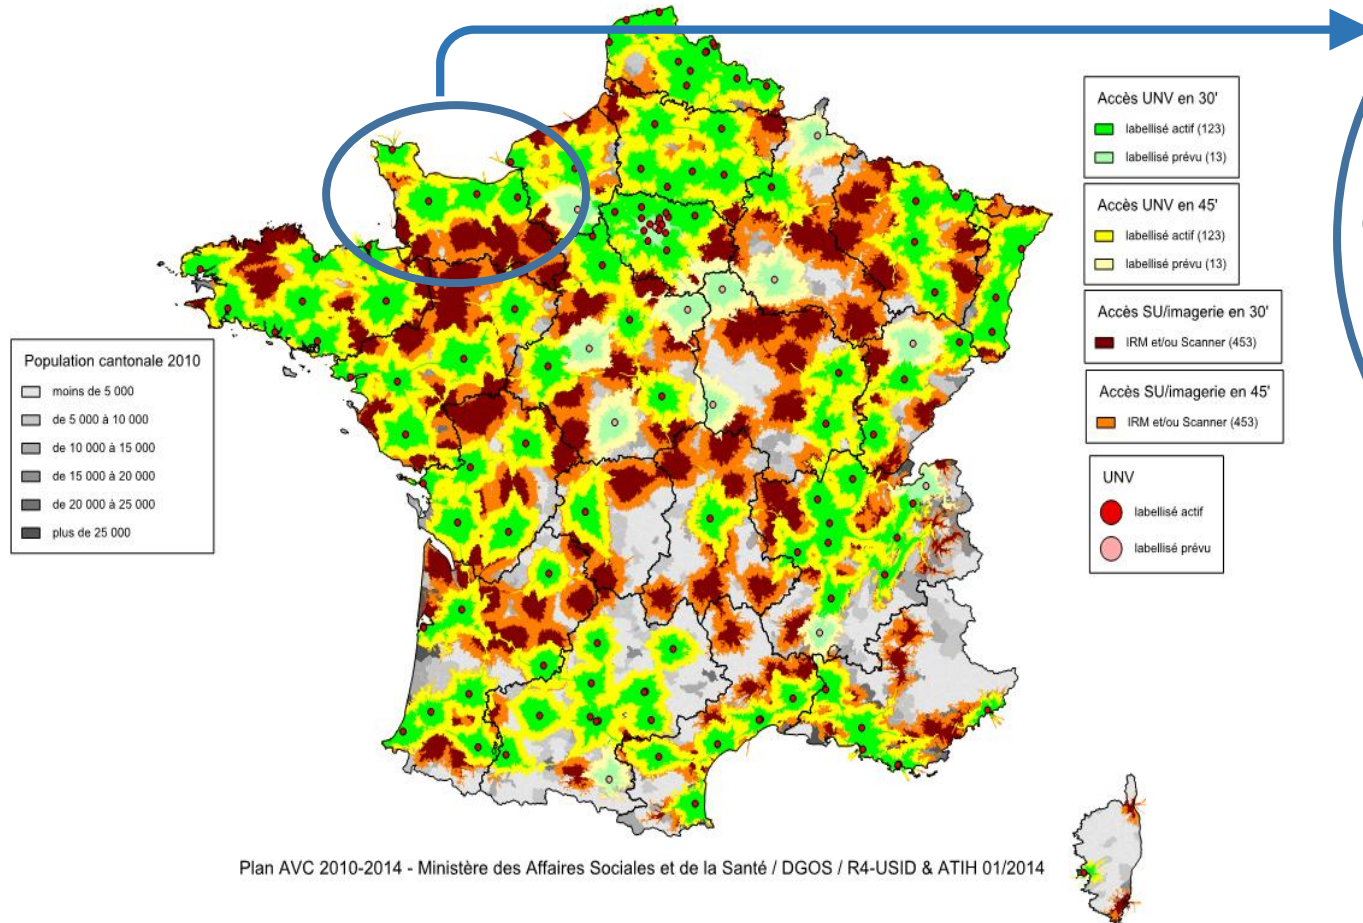 Accès UNV en 30'
labellisé actif (123)
labellisé prévu (13)
Accès UNV en 45'
labellisé actif (123)
labellisé prévu (13)
Accès SU/imagerie en 30'
IRM et/ou Scanner (453)
Accès SU/imagerie en 45'
IRM et/ou Scanner (453)
UNV
labellisé actif
labellisé prévu
Population cantonale 2010
moins de 5 000
de 5 000 à 10 000
de 10 000 à 15 000
de 15 000 à 20 000
de 20 000 à 25 000
plus de 25 000
Plan AVC 2010-2014 - Ministère des Affaires Sociales et de la Santé / DGOS / R4-USID & ATIH 01/2014